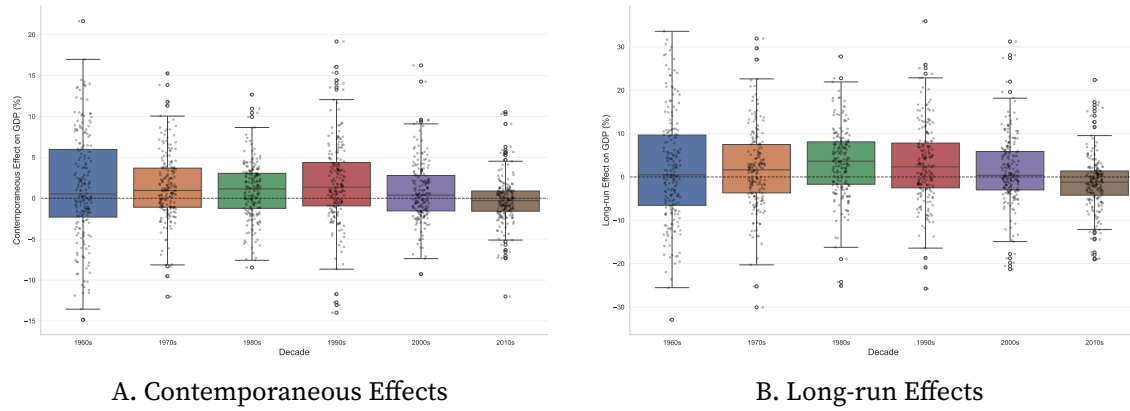 Contemporaneous Effect on GDP (%)
20
15
10
5
0
−5
−10
−15
1960s 1970s 1980s 1990s 2000s 2010s
Decade
A. Contemporaneous Effects
Long-run Effect on GDP (%)
30
20
10
0
−10
−20
−30
1960s 1970s 1980s 1990s 2000s 2010s
Decade
B. Long-run Effects